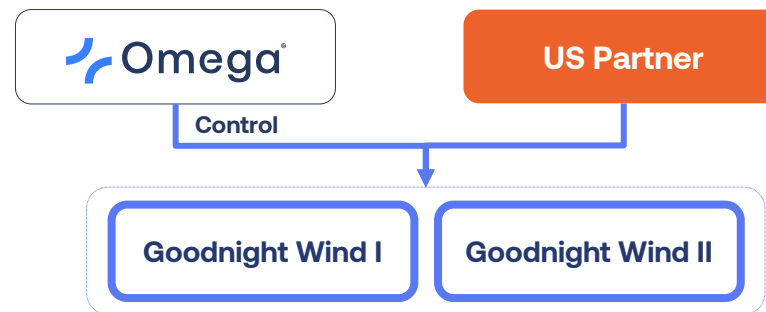 Omega®
US Partner
Control
Goodnight Wind I
Goodnight Wind II